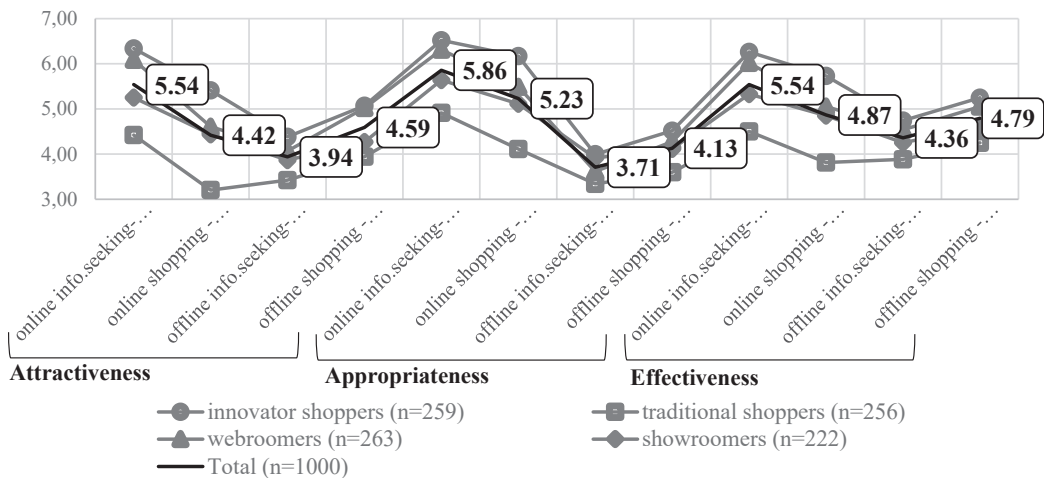 7,00
6,00
5,00
4,00
3,00
5.54
4.42
3.94
4.59
5.86
5.23
3.71
4.13
5.54
4.87
4.36
4.79
online info.seeking-…
online shopping -…
offline info.seeking-…
offline shopping -…
online info.seeking-…
online shopping -…
offline info.seeking-…
offline shopping -…
online info.seeking-…
online shopping -…
offline info.seeking-…
offline shopping -…
Attractiveness
Appropriateness
Effectiveness
innovator shoppers (n=259)
traditional shoppers (n=256)
webroomers (n=263)
showroomers (n=222)
Total (n=1000)